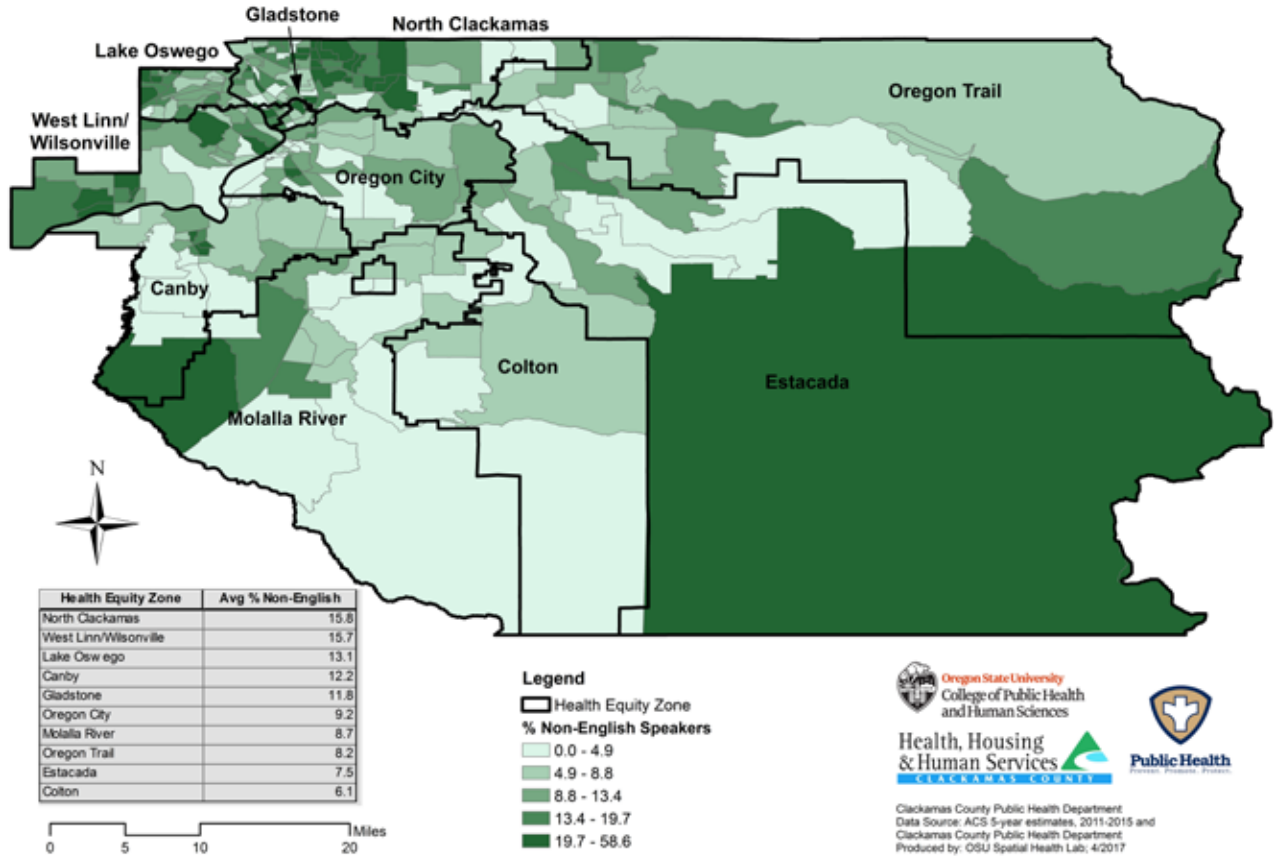 Gladstone
North Clackamas
Lake Oswego
Oregon Trail
West Linn/
Wilsonville
Oregon City
Canby
Colton
Estacada
Molalla River
N
Health Equity Zone Avg % Non-English
North Clackamas 15.8
West Linn/Wilsonville 15.7
Lake Oswego 13.1
Canby 12.2
Gladstone 11.8
Oregon City 9.2
Molalla River 8.7
Oregon Trail 8.2
Estacada 7.5
Colton 6.1
Miles
0 5 10 20
Legend
Health Equity Zone
% Non-English Speakers
0.0 - 4.9
4.9 - 8.8
8.8 - 13.4
13.4 - 19.7
19.7 - 58.6
Oregon State University
College of Public Health
and Human Sciences
Health, Housing
& Human Services
CLACKAMAS COUNTY
Public Health
Prevent. Promote. Protect.
Clackamas County Public Health Department
Data Source: ACS 5-year estimates, 2011-2015 and
Clackamas County Public Health Department
Produced by: OSU Spatial Health Lab; 4/2017